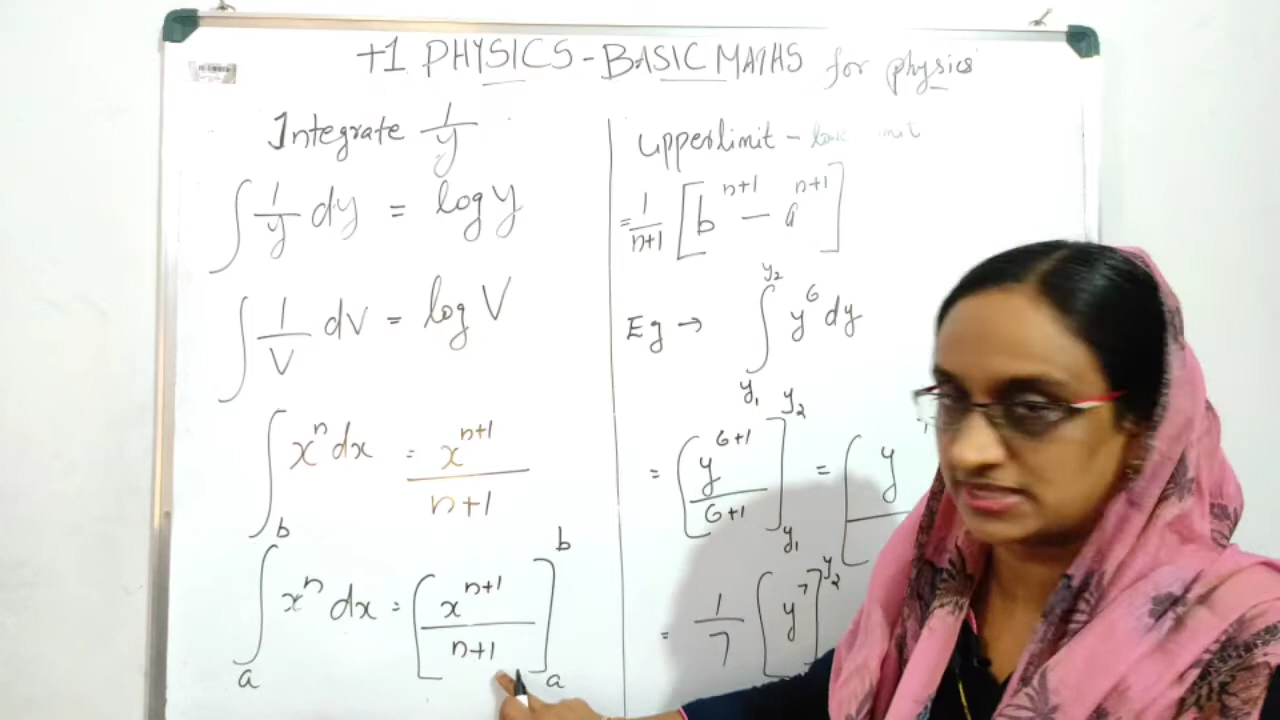 +1 PHYSICS - BASIC MATHS for physics
Integrate 1/y
∫ 1/y dy = log y
∫ 1/V dV = log V
∫ x^n dx = x^(n+1)/(n+1)
∫_a^b x^n dx = [x^(n+1)/(n+1)]_a^b
Upperlimit -
= 1/(n+1) [b^(n+1) - a^(n+1)]
Eg → ∫_y₁^y₂ y^6 dy
= [y^(6+1)/(6+1)]_y₁^y₂ = [y
= 1/7 [y^7]^y₂